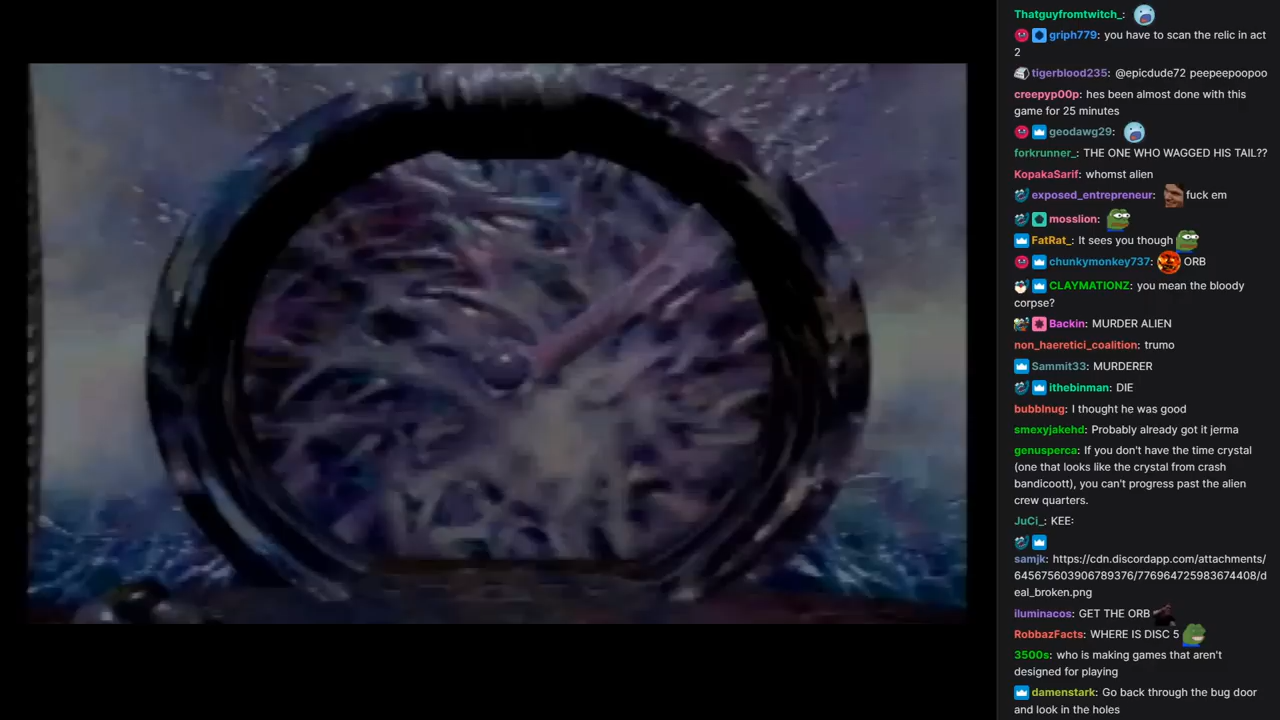 Thatguyfromtwitch_:
griph779: you have to scan the relic in act
2
tigerblood235: @epicdude72 peepeepoopoo
creepyp00p: hes been almost done with this
game for 25 minutes
geodawg29:
forkrunner_: THE ONE WHO WAGGED HIS TAIL??
KopakaSarif: whomst alien
exposed_entrepreneur: fuck em
mosslion:
FatRat_: It sees you though
chunkymonkey737: ORB
CLAYMATIONZ: you mean the bloody
corpse?
Backin: MURDER ALIEN
non_haeretici_coalition: trumo
Sammit33: MURDERER
ithebinman: DIE
bubblnug: I thought he was good
smexyjakehd: Probably already got it jerma
genusperca: If you don't have the time crystal
(one that looks like the crystal from crash
bandicoott), you can't progress past the alien
crew quarters.
JuCi_: KEE:
samjk: https://cdn.discordapp.com/attachments/
645675603906789376/776964725983674408/d
eal_broken.png
iluminacos: GET THE ORB
RobbazFacts: WHERE IS DISC 5
3500s: who is making games that aren't
designed for playing
damenstark: Go back through the bug door
and look in the holes